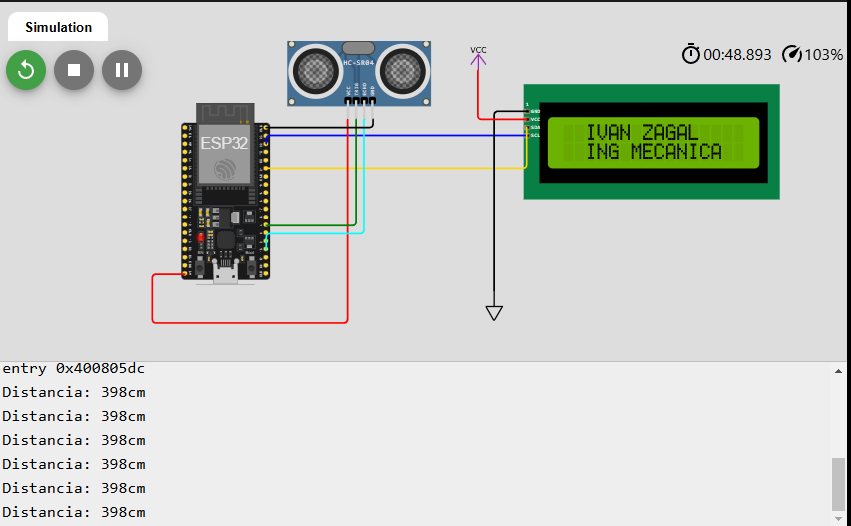 Simulation
00:48.893
103%
HC-SR04
VCC
TRIG
ECHO
GND
VCC
ESP32
1
GND
VCC
SDA
SCL
IVAN ZAGAL
ING MECANICA
entry 0x400805dc
Distancia: 398cm
Distancia: 398cm
Distancia: 398cm
Distancia: 398cm
Distancia: 398cm
Distancia: 398cm